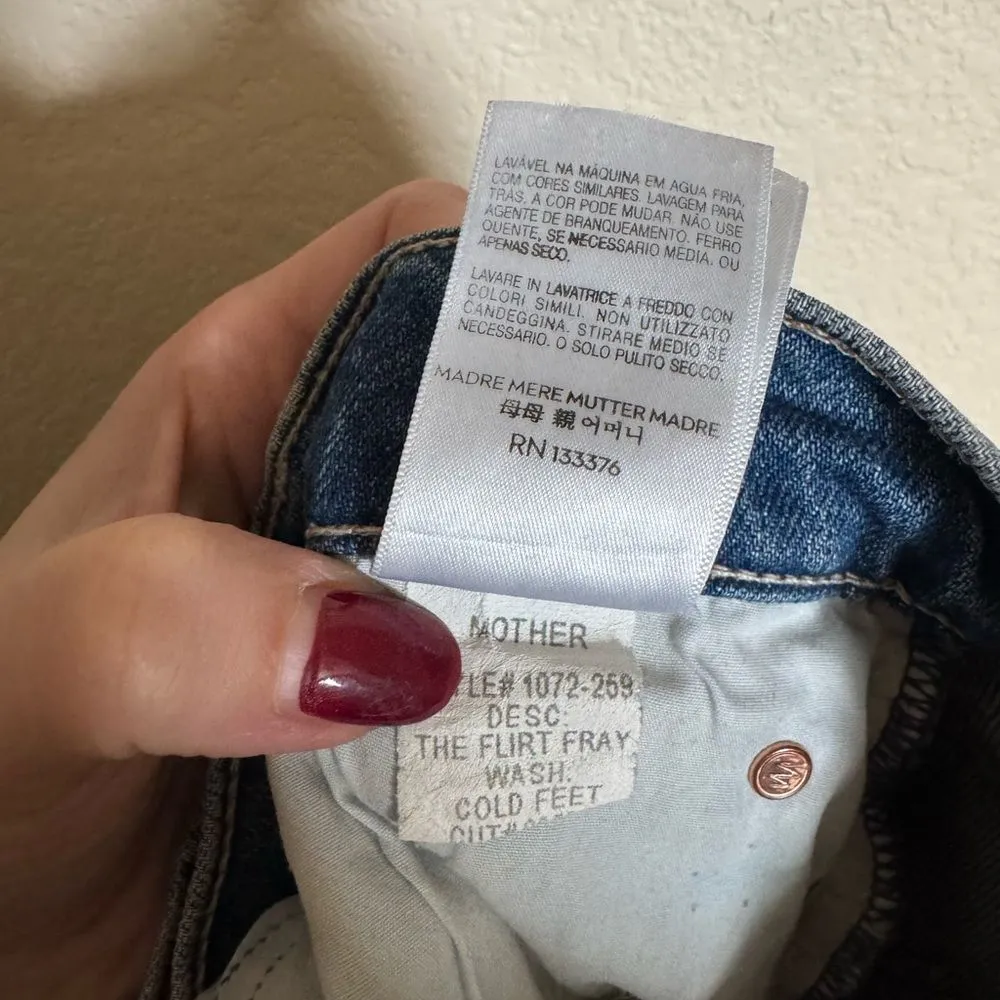 LAVÁVEL NA MÁQUINA EM AGUA FRIA,
COM CORES SIMILARES. LAVAGEM PARA
TRÁS. A COR PODE MUDAR. NÃO USE
AGENTE DE BRANQUEAMENTO. FERRO
QUENTE, SE NECESSARIO MEDIA. OU
APENAS SECO.
LAVARE IN LAVATRICE A FREDDO CON
COLORI SIMILI. NON UTILIZZATO
CANDEGGINA. STIRARE MEDIO SE
NECESSARIO. O SOLO PULITO SECCO.
MADRE MERE MUTTER MADRE
母母 親 어머니
RN 133376
MOTHER
LE# 1072-259
DESC:
THE FLIRT FRAY
WASH:
COLD FEET
CUT#